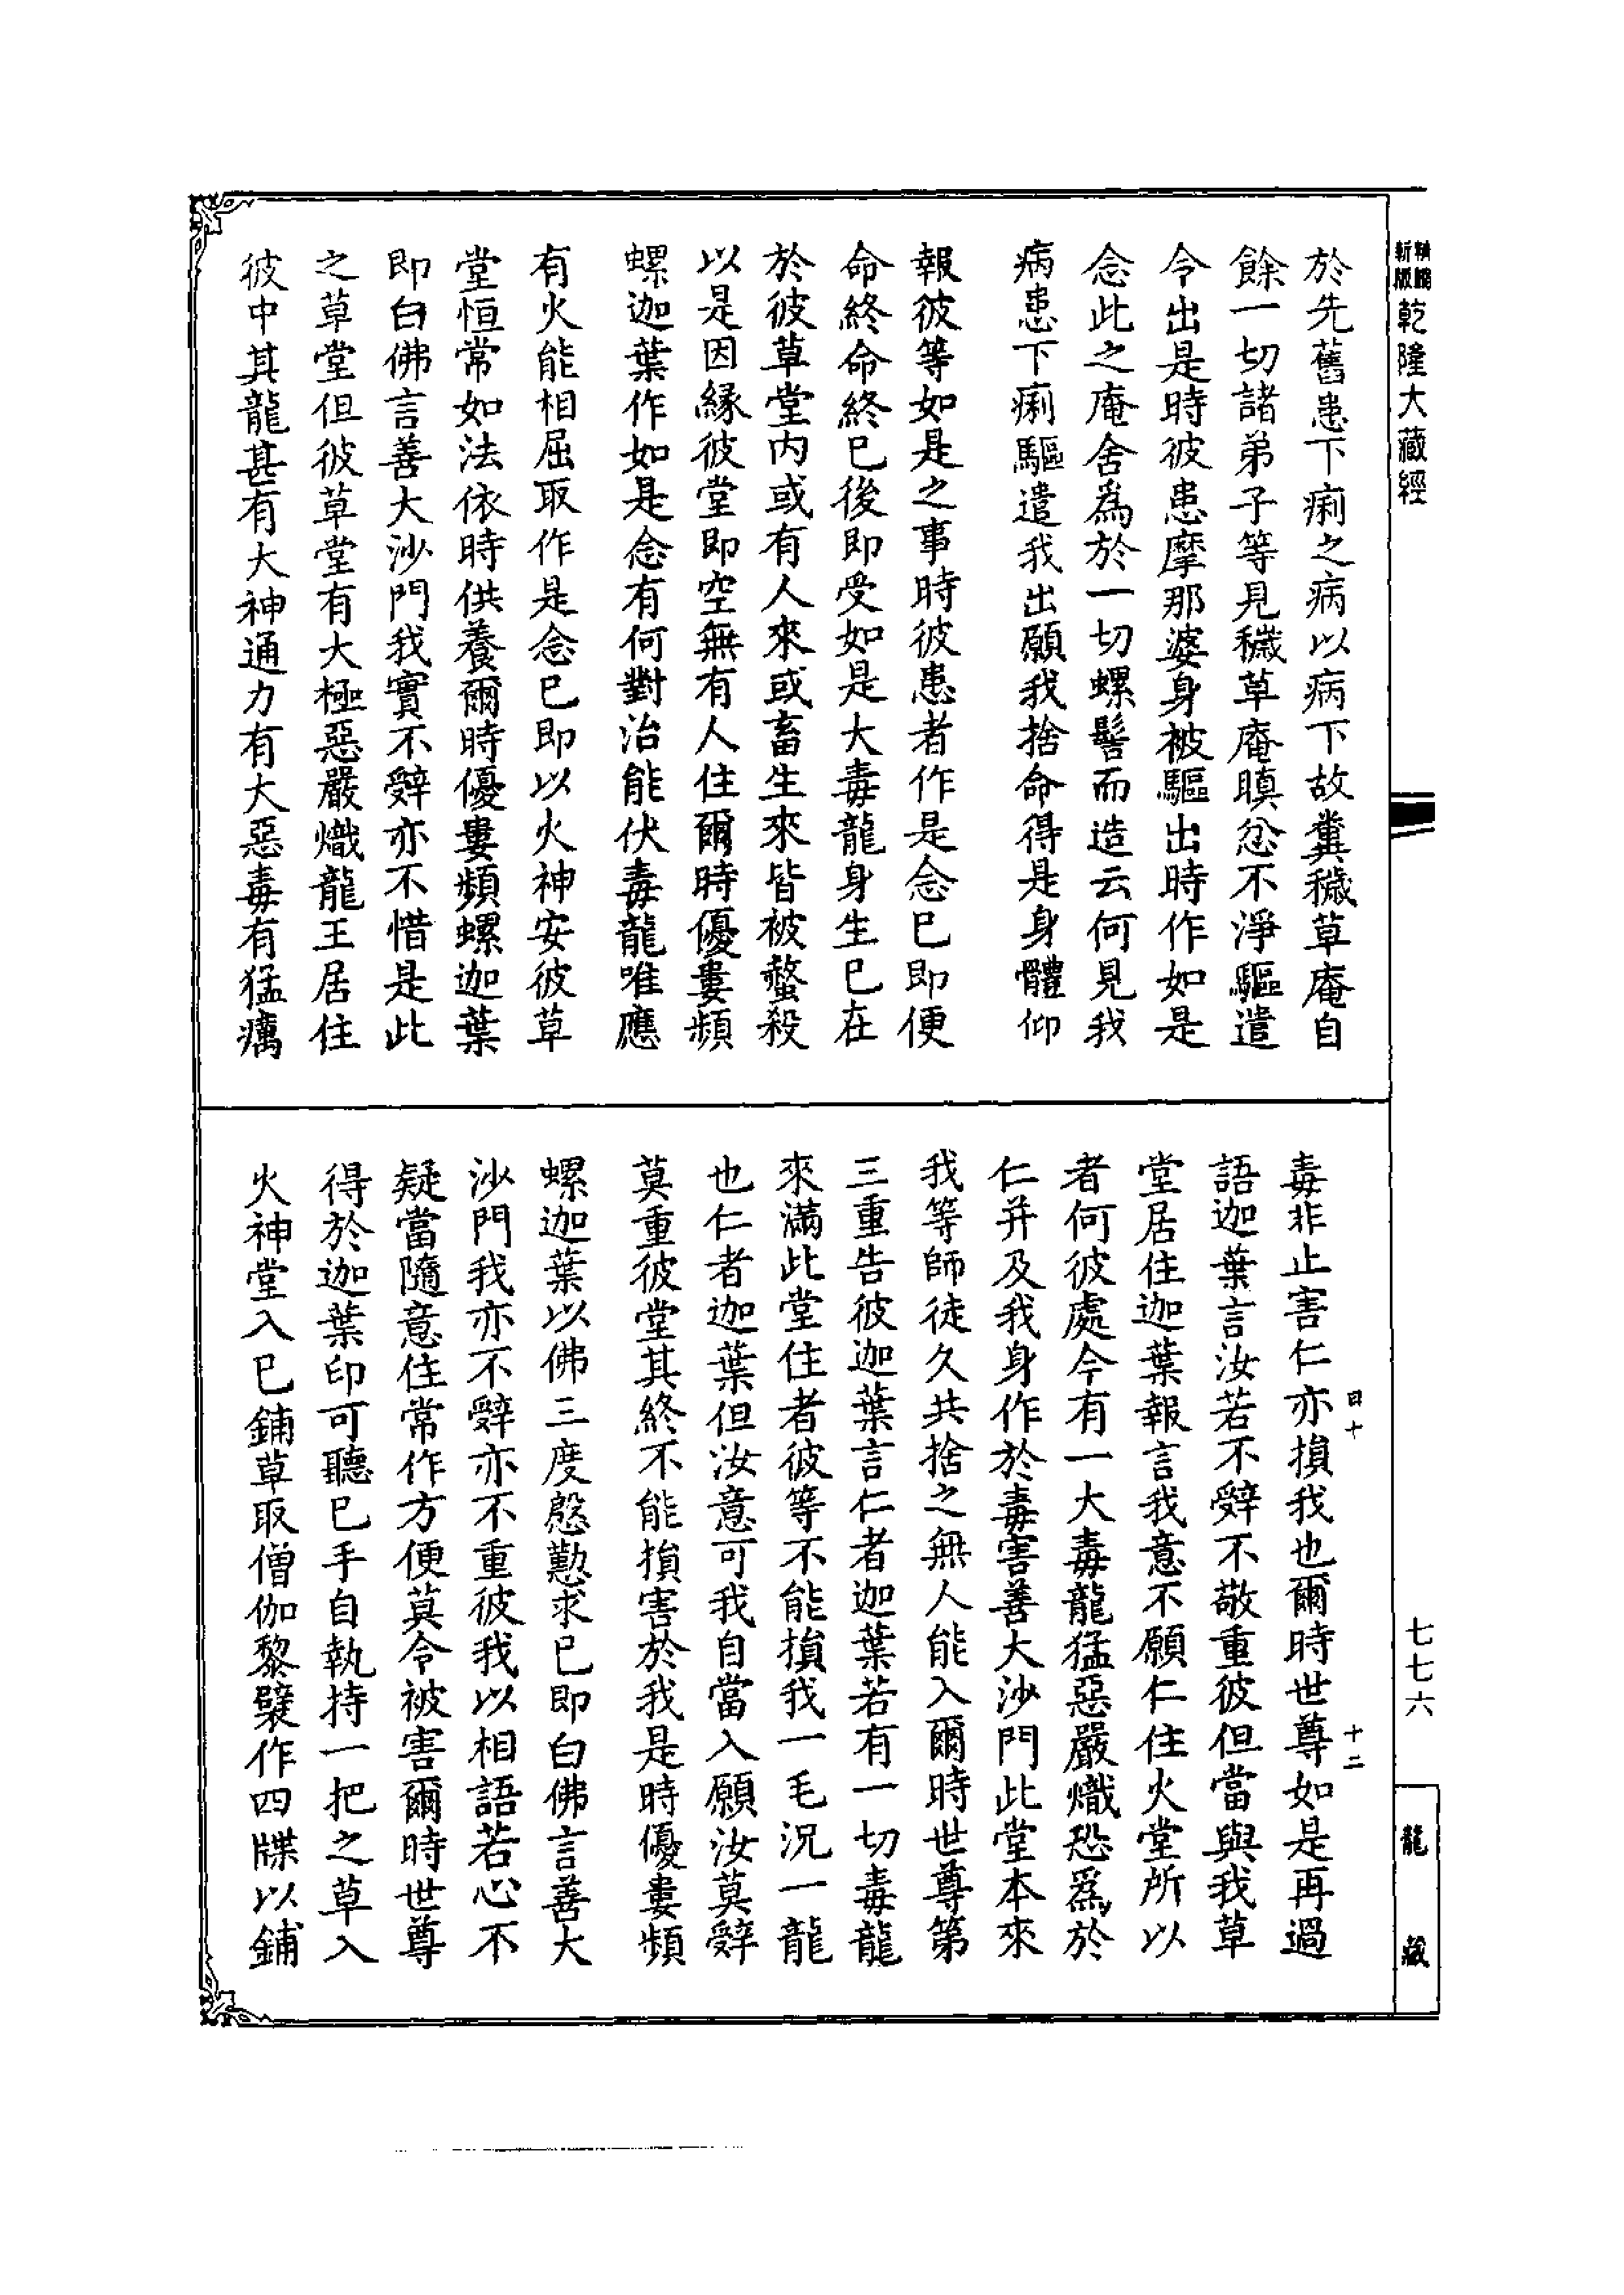 精縮新版乾隆大藏經
於先舊患下痢之病以病下故糞穢草庵自
餘一切諸弟子等見穢草庵瞋忿不淨驅遣
令出是時彼患摩那婆身被驅出時作如是
念此之庵舍爲於一切螺髻而造云何見我
病患下痢驅遣我出願我捨命得是身體仰
報彼等如是之事時彼患者作是念已即便
命終命終已後即受如是大毒龍身生已在
於彼草堂内或有人來或畜生來皆被螫殺
以是因縁彼堂即空無有人住爾時優婁頻
螺迦葉作如是念有何對治能伏毒龍唯應
有火能相屈取作是念已即以火神安彼草
堂恒常如法依時供養爾時優婁頻螺迦葉
即白佛言善大沙門我實不辤亦不惜是此
之草堂但彼草堂有大極惡嚴熾龍王居住
彼中其龍甚有大神通力有大惡毒有猛癘
毒非止害仁亦損我也爾時世尊如是再過
語迦葉言汝若不辤不敬重彼但當與我草
堂居住迦葉報言我意不願仁住火堂所以
者何彼處今有一大毒龍猛惡嚴熾恐爲於
仁并及我身作於毒害善大沙門此堂本來
我等師徒久共捨之無人能入爾時世尊第
三重告彼迦葉言仁者迦葉若有一切毒龍
來滿此堂住者彼等不能損我一毛況一龍
也仁者迦葉但汝意可我自當入願汝莫辤
莫重彼堂其終不能損害於我是時優婁頻
螺迦葉以佛三度慇懃求已即白佛言善大
沙門我亦不辤亦不重彼我以相語若心不
疑當隨意住常作方便莫令被害爾時世尊
得於迦葉印可聽已手自執持一把之草入
火神堂入已鋪草取僧伽黎襞作四牒以鋪
日十
十二
七七六
龍藏